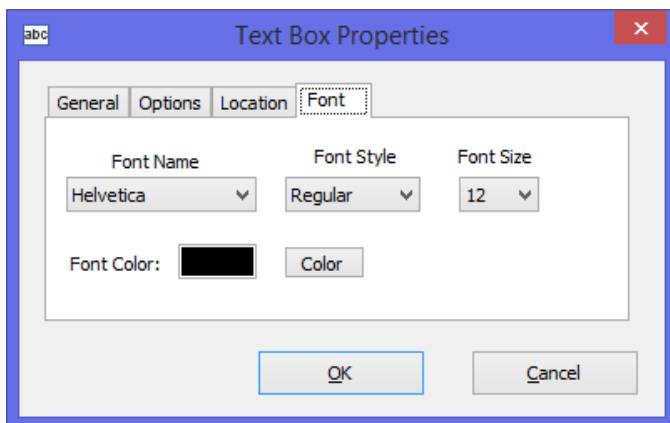 abc Text Box Properties
General Options Location Font
Font Name Font Style Font Size
Helvetica Regular 12
Font Color: Color
OK Cancel